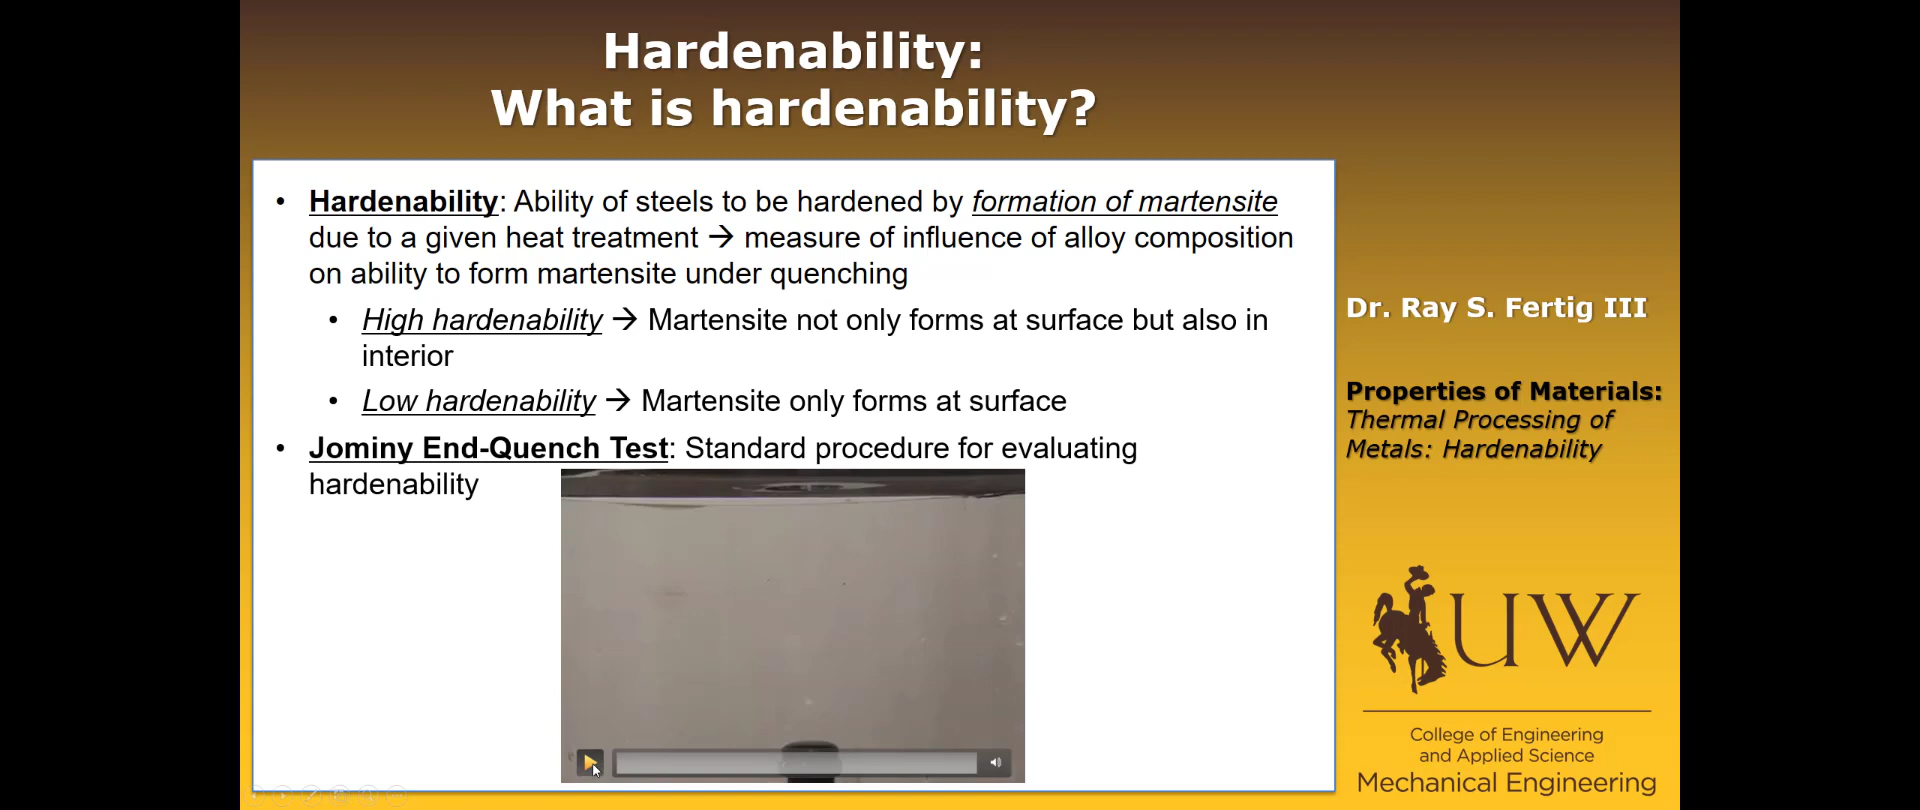 Hardenability:
What is hardenability?
• Hardenability: Ability of steels to be hardened by formation of martensite
due to a given heat treatment → measure of influence of alloy composition
on ability to form martensite under quenching
• High hardenability → Martensite not only forms at surface but also in
interior
• Low hardenability → Martensite only forms at surface
• Jominy End-Quench Test: Standard procedure for evaluating
hardenability
Dr. Ray S. Fertig III
Properties of Materials:
Thermal Processing of
Metals: Hardenability
UW
College of Engineering
and Applied Science
Mechanical Engineering